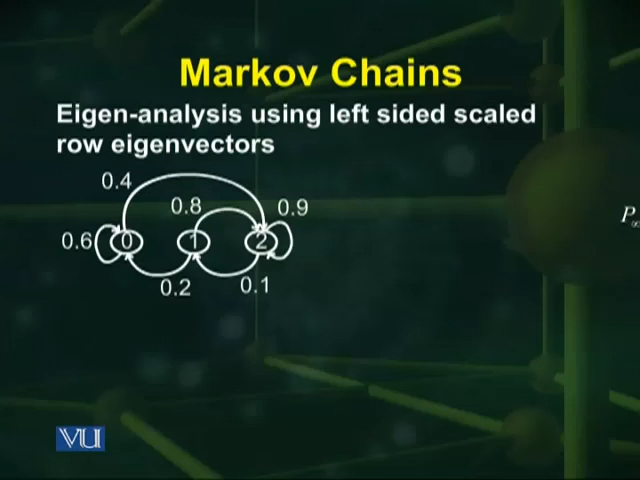 Markov Chains
Eigen-analysis using left sided scaled
row eigenvectors
0.4
0.8
0.9
0.6
0
1
2
0.2
0.1
P∞
VU